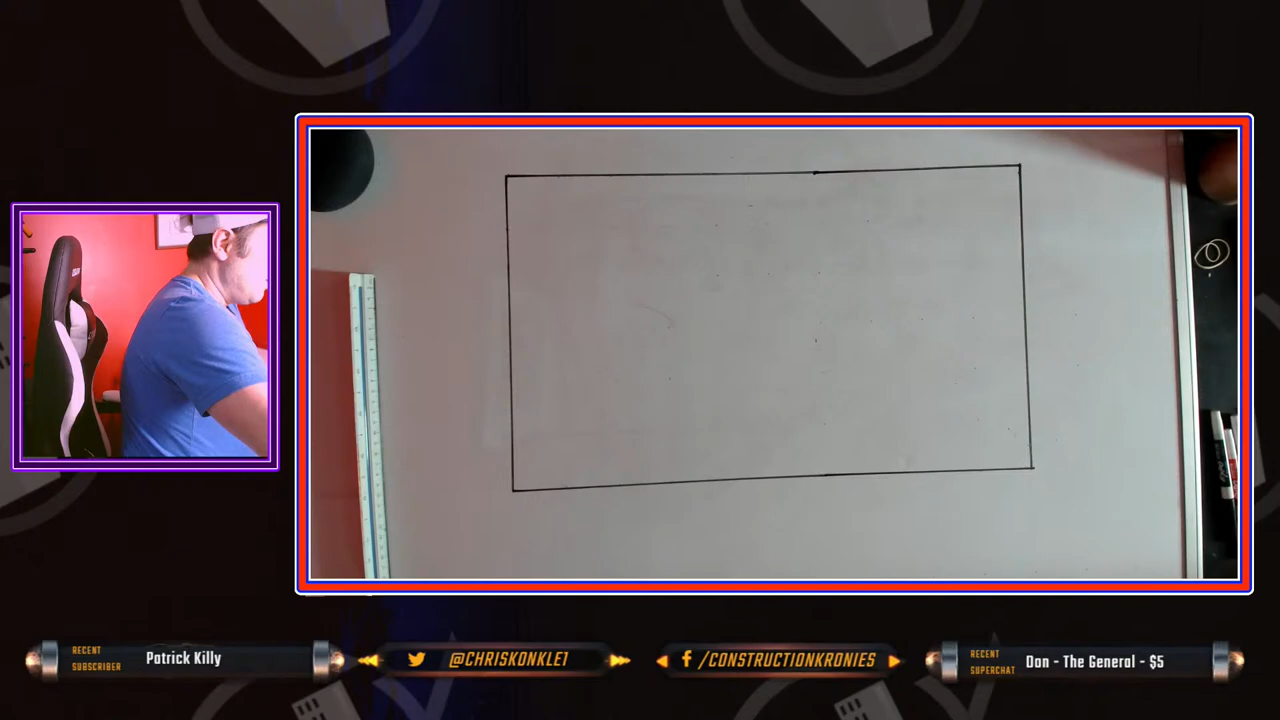 RECENT
SUBSCRIBER
Patrick Killy
@CHRISKONKLE1
/CONSTRUCTIONKRONIES
RECENT
SUPERCHAT
Don - The General - $5